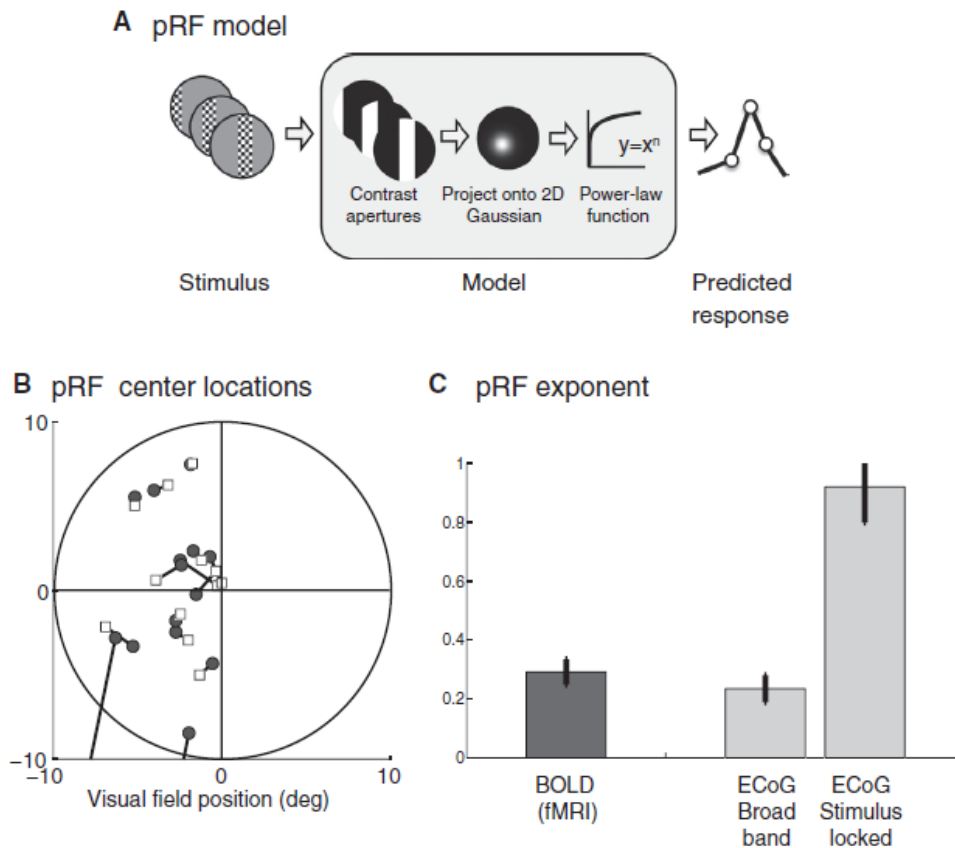 A pRF model
y=xⁿ
Contrast apertures
Project onto 2D Gaussian
Power-law function
Stimulus
Model
Predicted response
B pRF center locations
10
0
−10
−10
0
10
Visual field position (deg)
C pRF exponent
1
0.8
0.6
0.4
0.2
0
BOLD
(fMRI)
ECoG
Broad
band
ECoG
Stimulus
locked